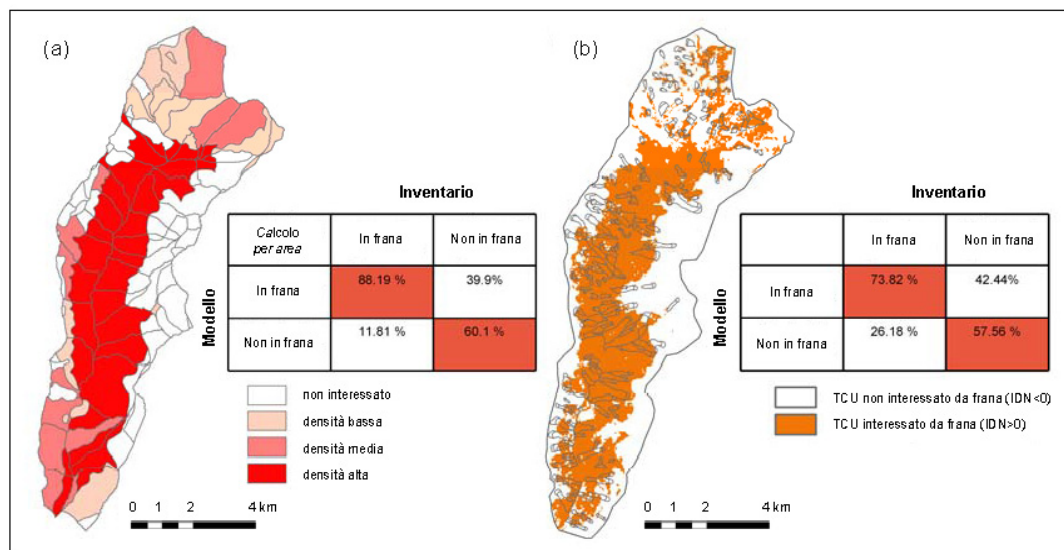 (a)
Inventario
Calcolo
per area
In frana
Non in frana
Modello
In frana
88.19 %
39.9%
Non in frana
11.81 %
60.1 %
non interessato
densità bassa
densità media
densità alta
0 1 2 4 km
(b)
Inventario
In frana
Non in frana
Modello
In frana
73.82 %
42.44%
Non in frana
26.18 %
57.56 %
TCU non interessato da frana (IDN<0)
TCU interessato da frana (IDN>0)
0 1 2 4 km